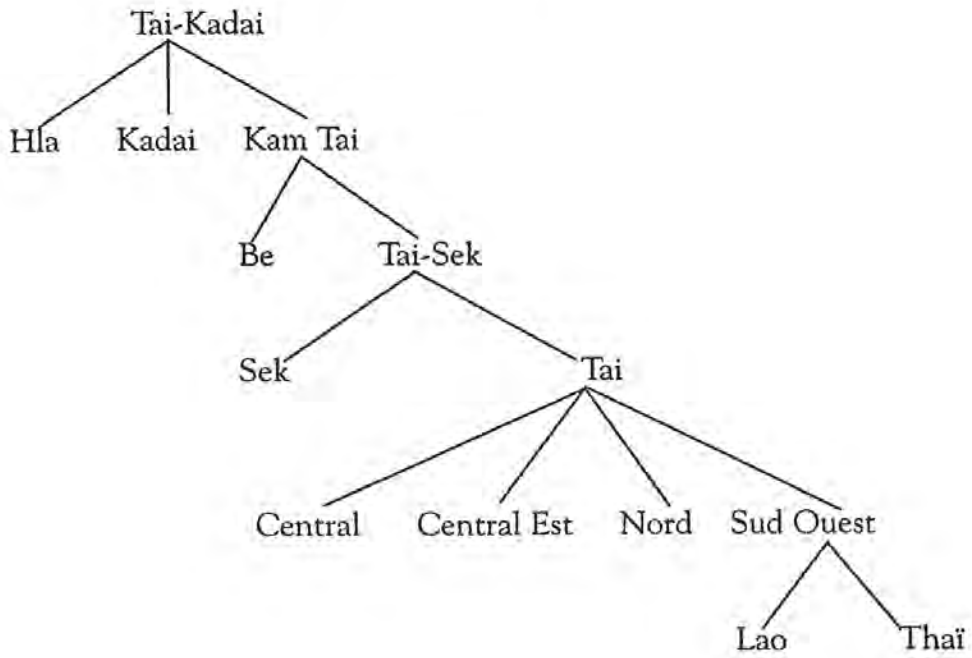 Tai-Kadai
Hla Kadai Kam Tai
Be Tai-Sek
Sek Tai
Central Central Est Nord Sud Ouest
Lao Thaï